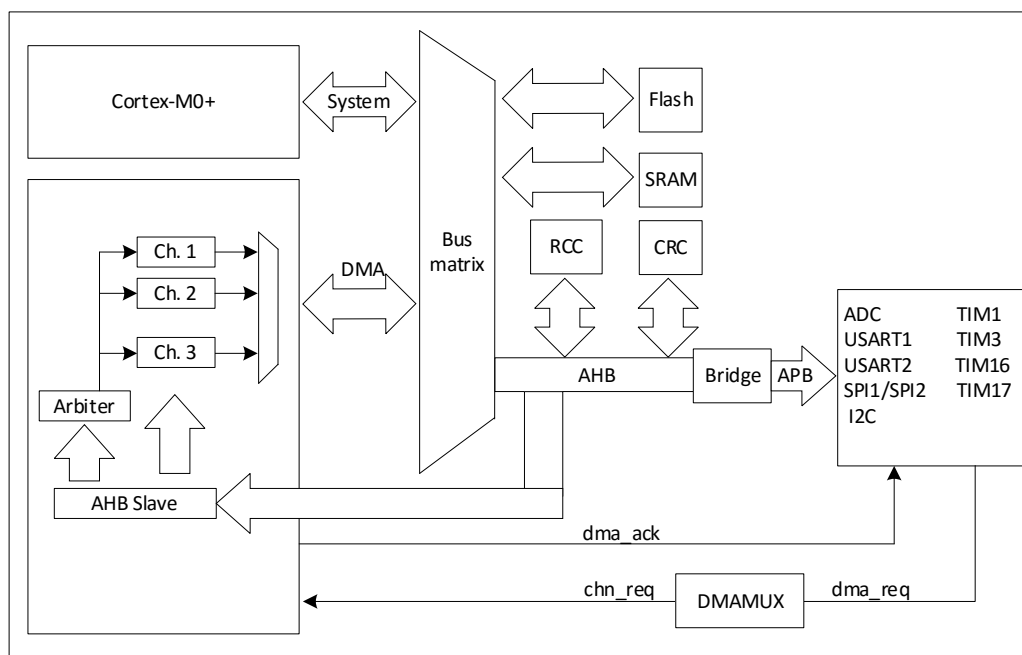 Cortex-M0+
System
Flash
SRAM
Bus
matrix
RCC
CRC
Ch. 1
Ch. 2
Ch. 3
DMA
Arbiter
AHB Slave
AHB
Bridge
APB
ADC TIM1
USART1 TIM3
USART2 TIM16
SPI1/SPI2 TIM17
I2C
dma_ack
chn_req
DMAMUX
dma_req